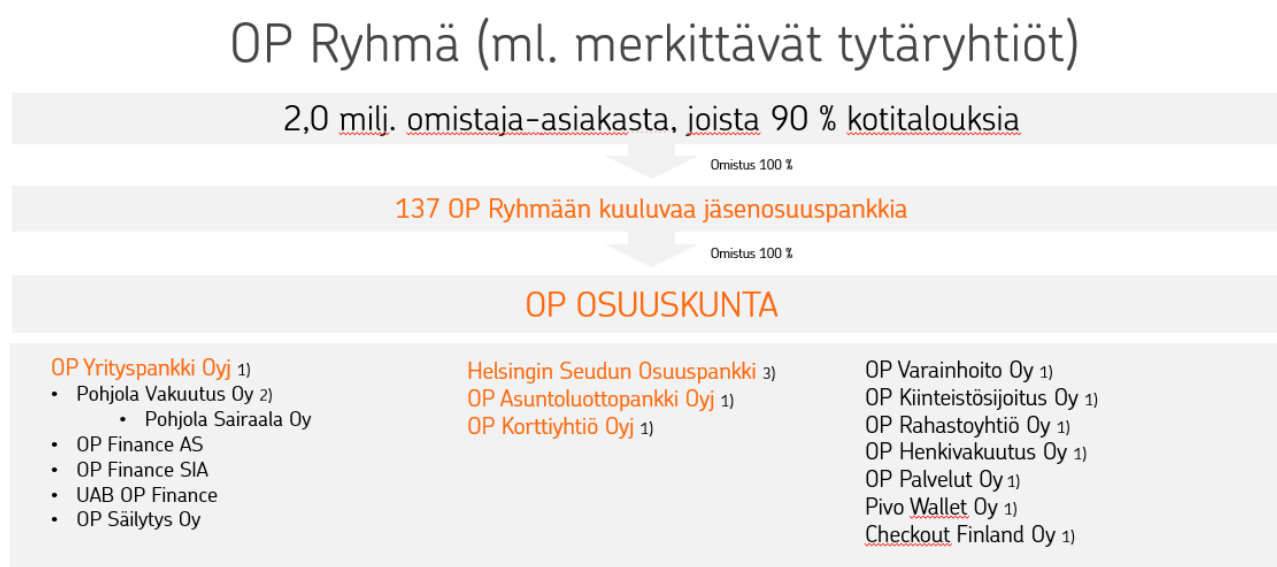 OP Ryhmä (ml. merkittävät tytäryhtiöt)
2,0 milj. omistaja-asiakasta, joista 90 % kotitalouksia
Omistus 100 %
137 OP Ryhmään kuuluvaa jäsenosuuspankkia
Omistus 100 %
OP OSUUSKUNTA
OP Yrityspankki Oyj 1)
• Pohjola Vakuutus Oy 2)
• Pohjola Sairaala Oy
• OP Finance AS
• OP Finance SIA
• UAB OP Finance
• OP Säilytys Oy
Helsingin Seudun Osuuspankki 3)
OP Asuntoluottopankki Oyj 1)
OP Korttiyhtiö Oyj 1)
OP Varainhoito Oy 1)
OP Kiinteistösijoitus Oy 1)
OP Rahastoyhtiö Oy 1)
OP Henkivakuutus Oy 1)
OP Palvelut Oy 1)
Pivo Wallet Oy 1)
Checkout Finland Oy 1)